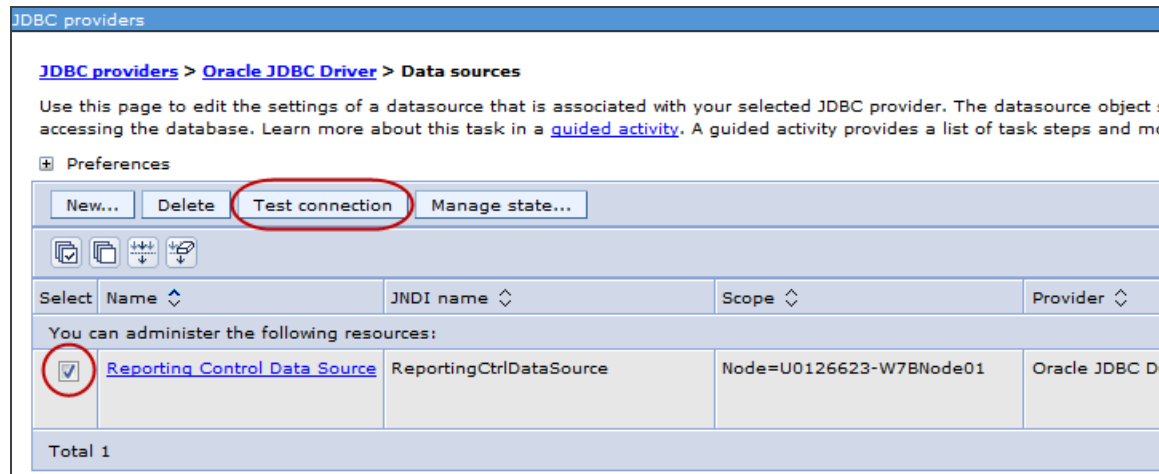 JDBC providers
JDBC providers > Oracle JDBC Driver > Data sources
Use this page to edit the settings of a datasource that is associated with your selected JDBC provider. The datasource object
accessing the database. Learn more about this task in a guided activity. A guided activity provides a list of task steps and
Preferences
New... Delete Test connection Manage state...
Select Name JNDI name Scope Provider
You can administer the following resources:
Reporting Control Data Source ReportingCtrlDataSource Node=U0126623-W7BNode01 Oracle JDBC
Total 1